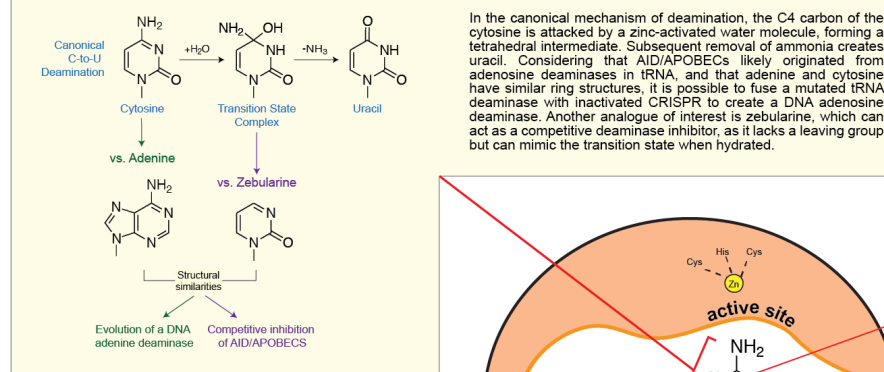 NH2
OH
NH2
O
Canonical
C-to-U
Deamination
N
+H2O
NH
-NH3
NH
N
O
N
O
N
O
Cytosine
Transition State
Complex
Uracil
vs. Adenine
vs. Zebularine
NH2
N
N
N
N
N
N
O
Structural
similarities
Evolution of a DNA
adenine deaminase
Competitive inhibition
of AID/APOBECS
In the canonical mechanism of deamination, the C4 carbon of the
cytosine is attacked by a zinc-activated water molecule, forming a
tetrahedral intermediate. Subsequent removal of ammonia creates
uracil. Considering that AID/APOBECs likely originated from
adenosine deaminases in tRNA, and that adenine and cytosine
have similar ring structures, it is possible to fuse a mutated tRNA
deaminase with inactivated CRISPR to create a DNA adenosine
deaminase. Another analogue of interest is zebularine, which can
act as a competitive deaminase inhibitor, as it lacks a leaving group
but can mimic the transition state when hydrated.
Cys
His
Cys
Zn
active site
NH2